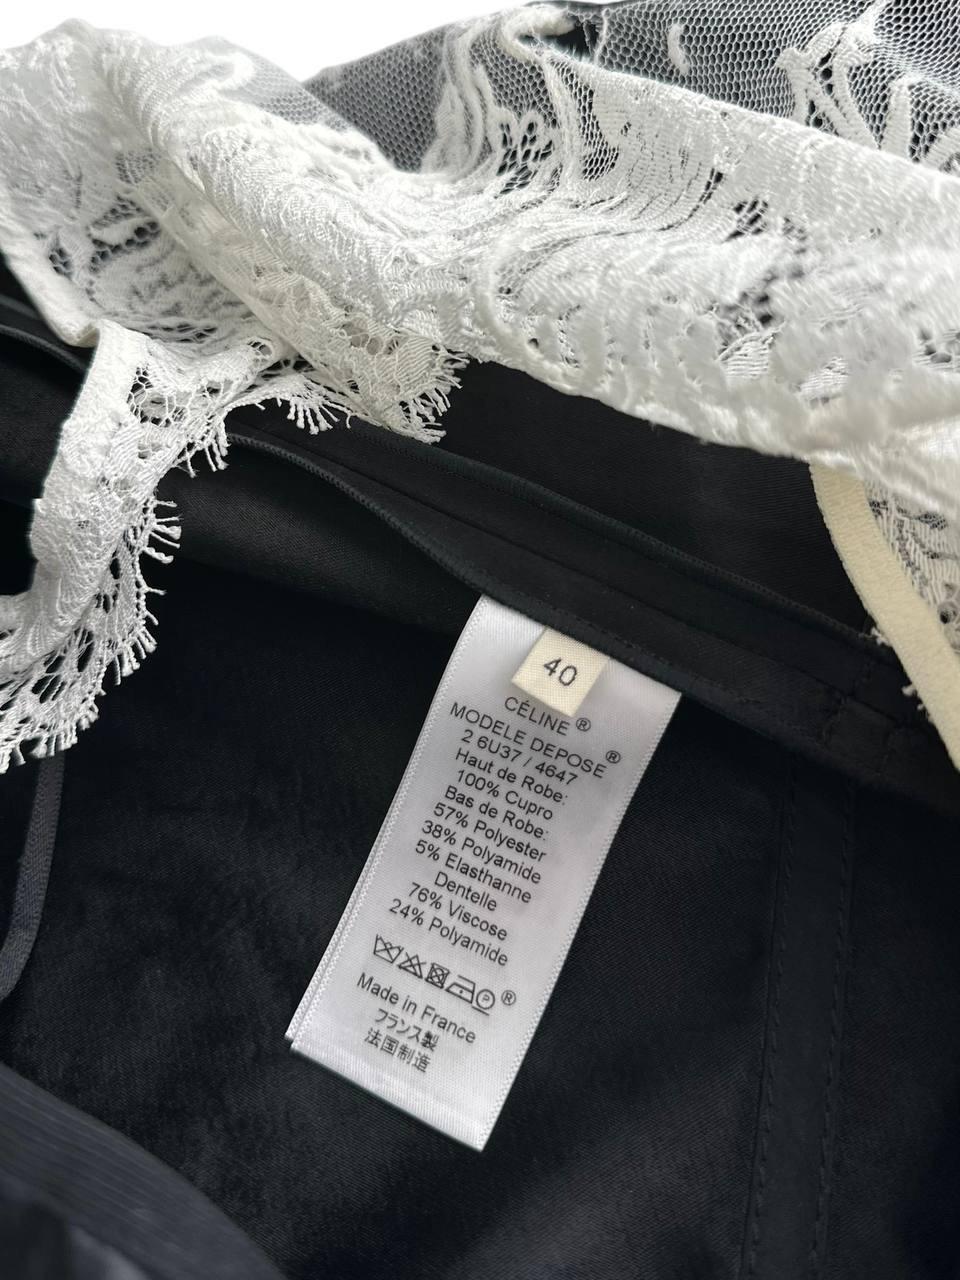 40
CÉLINE ®
MODELE DEPOSE ®
2 6U37 / 4647
Haut de Robe:
100% Cupro
Bas de Robe:
57% Polyester
38% Polyamide
5% Elasthanne
Dentelle
76% Viscose
24% Polyamide
P ®
Made in France
フランス製
法国制造